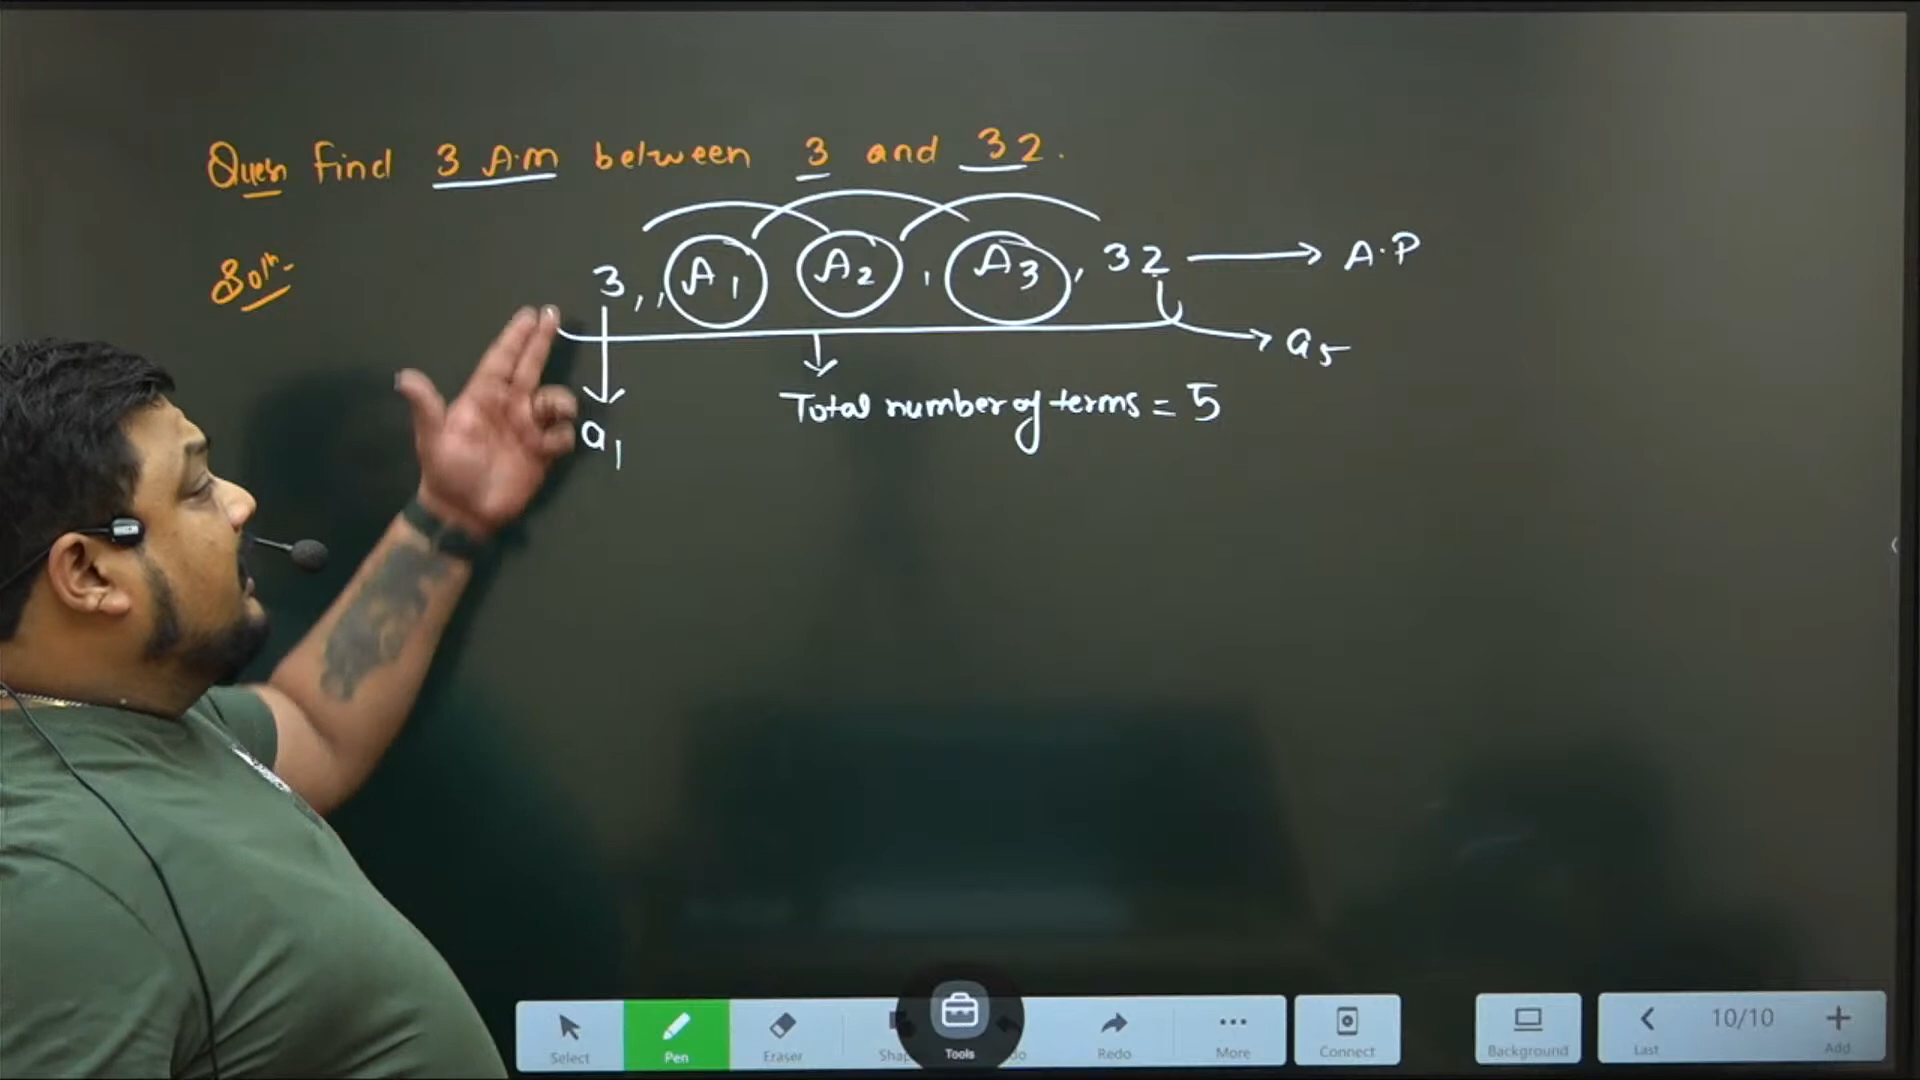 Quesn Find 3 A.M between 3 and 32.
Soln-
3, , A1 A2 , A3 , 32 → A.P
a5
Total number of terms = 5
a1
Select Pen Eraser Tools Redo More Connect Background Last 10/10 Add